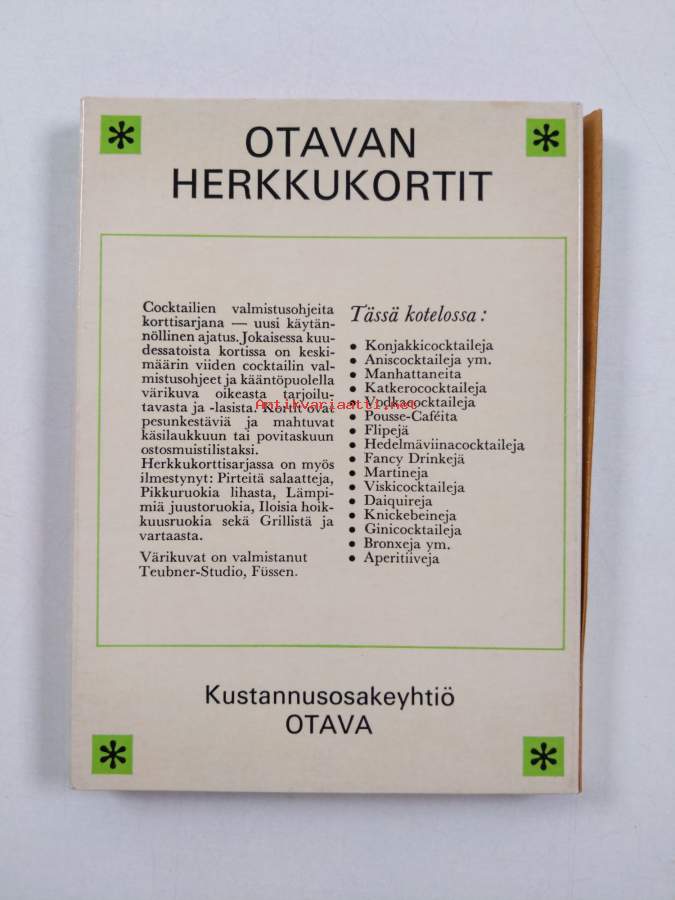 OTAVAN
HERKKUKORTIT
Cocktailien valmistusohjeita
korttisarjana — uusi käytän-
nöllinen ajatus. Jokaisessa kuu-
dessatoista kortissa on keski-
määrin viiden cocktailin val-
mistusohjeet ja kääntöpuolella
värikuva oikeasta tarjoilu-
tavasta ja -lasista. Kortit ovat
pesunkestäviä ja mahtuvat
käsilaukkuun tai povitaskuun
ostosmuistilistaksi.
Herkkukorttisarjassa on myös
ilmestynyt: Pirteitä salaatteja,
Pikkuruokia lihasta, Lämpi-
miä juustoruokia, Iloisia hoik-
kuusruokia sekä Grillistä ja
vartaasta.
Värikuvat on valmistanut
Teubner-Studio, Füssen.
Tässä kotelossa:
• Konjakkicocktaileja
• Aniscocktaileja ym.
• Manhattaneita
• Katkerococktaileja
• Vodkacocktaileja
• Pousse-Caféita
• Flipejä
• Hedelmäviinacocktaileja
• Fancy Drinkejä
• Martineja
• Viskicocktaileja
• Daiquireja
• Knickebeineja
• Ginicocktaileja
• Bronxeja ym.
• Aperitiiveja
Antikvariaatti.net
Kustannusosakeyhtiö
OTAVA